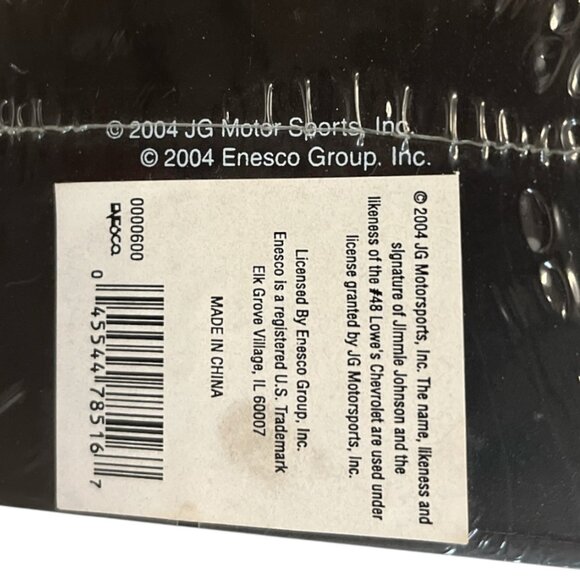 © 2004 JG Motor Sports, Inc.
© 2004 Enesco Group, Inc.
© 2004 JG Motorsports, Inc. The name, likeness and
signature of Jimmie Johnson and the
likeness of the #48 Lowe's Chevrolet are used under
license granted by JG Motorsports, Inc.
Licensed By Enesco Group, Inc.
Enesco is a registered U.S. Trademark
Elk Grove Village, IL 60007
MADE IN CHINA
0000600
0 45544 78516 7